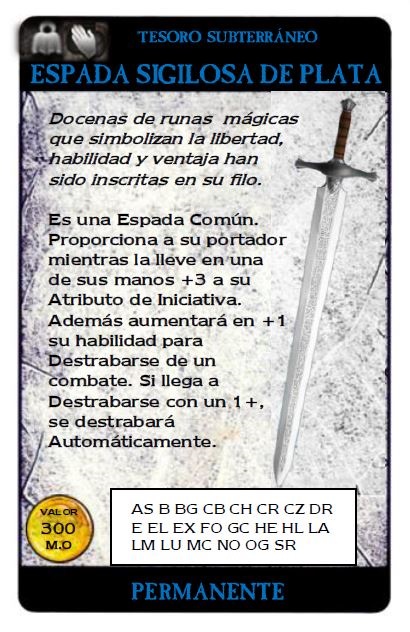 TESORO SUBTERRÁNEO
ESPADA SIGILOSA DE PLATA
Docenas de runas mágicas
que simbolizan la libertad,
habilidad y ventaja han
sido inscritas en su filo.
Es una Espada Común.
Proporciona a su portador
mientras la lleve en una
de sus manos +3 a su
Atributo de Iniciativa.
Además aumentará en +1
su habilidad para
Destrabarse de un
combate. Si llega a
Destrabarse con un 1+,
se destrabará
Automáticamente.
VALOR
300
M.O
AS B BG CB CH CR CZ DR
E EL EX FO GC HE HL LA
LM LU MC NO OG SR
PERMANENTE